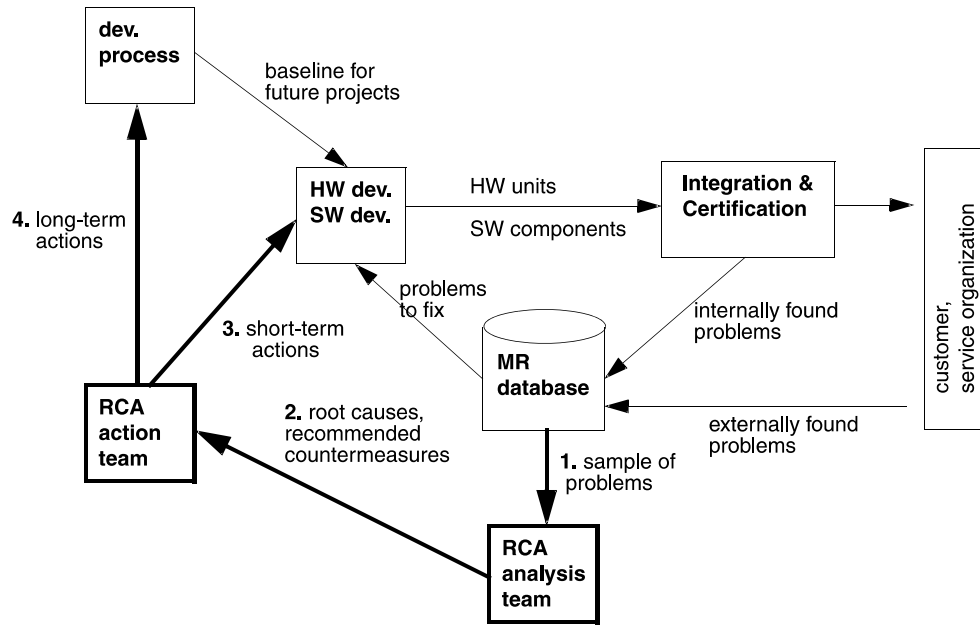 dev.
process
baseline for
future projects
HW dev.
SW dev.
HW units
SW components
Integration &
Certification
4. long-term
actions
3. short-term
actions
problems
to fix
internally found
problems
MR
database
customer,
service organization
externally found
problems
RCA
action
team
2. root causes,
recommended
countermeasures
1. sample of
problems
RCA
analysis
team